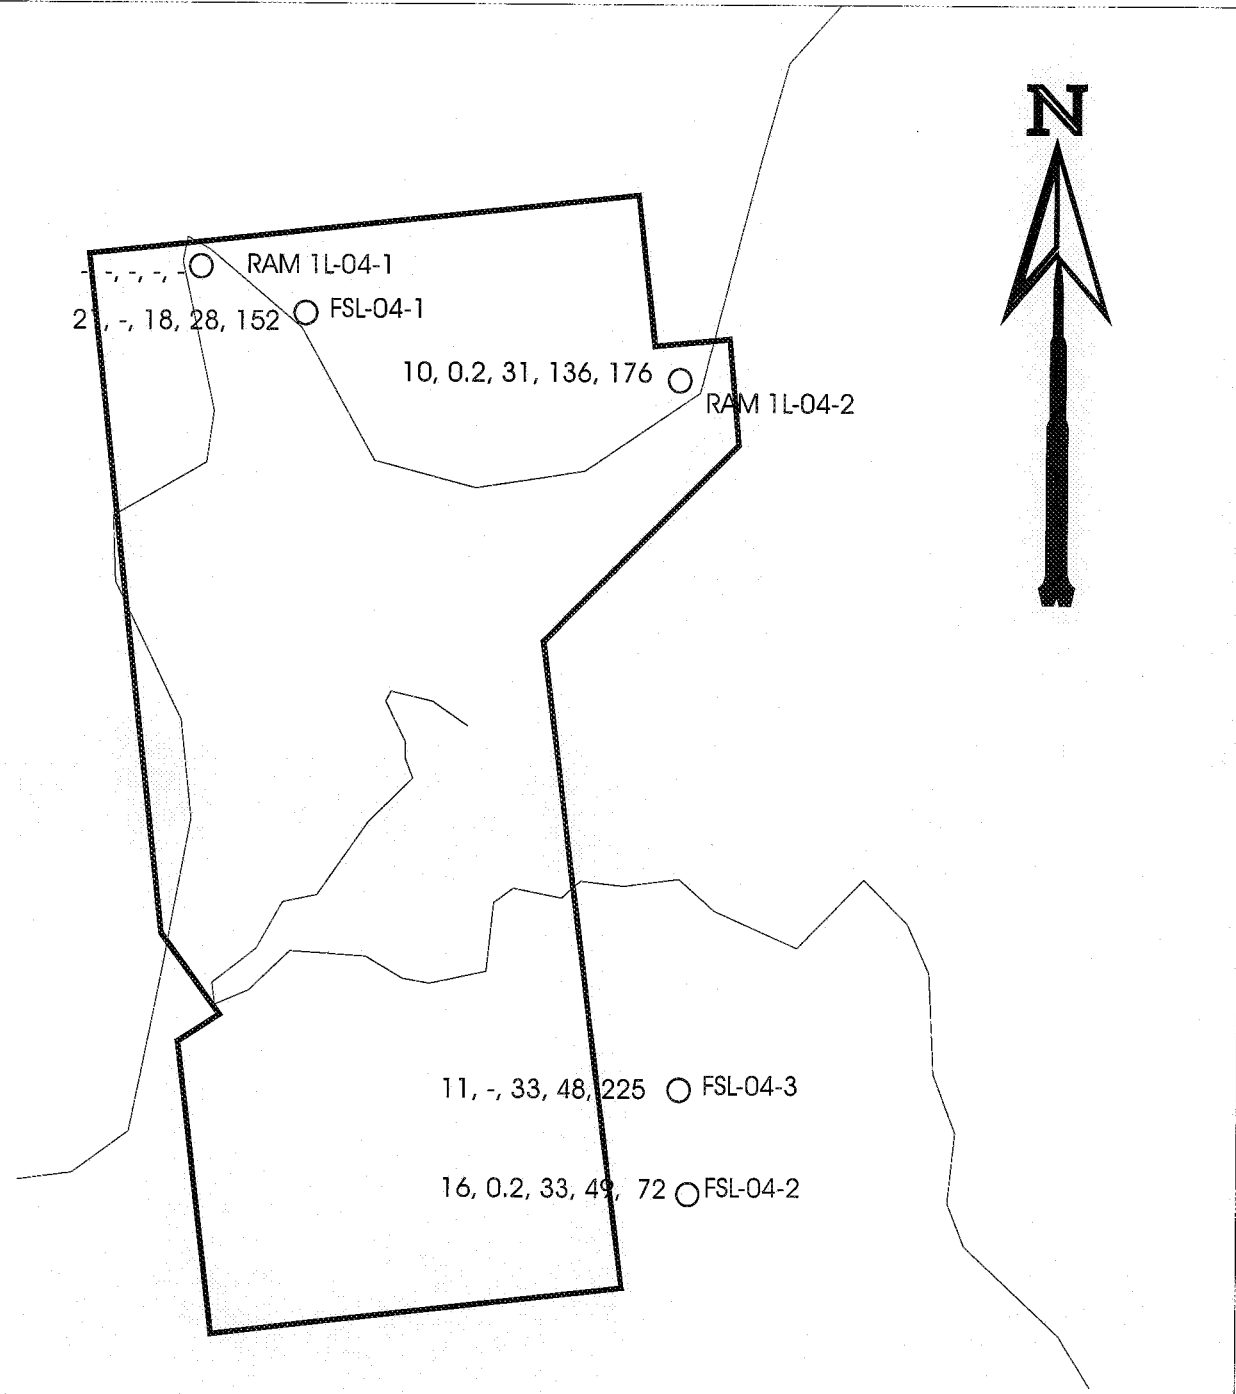 N
-, -, -, -, - RAM 1L-04-1
, -, 18, 28, 152 FSL-04-1
10, 0.2, 31, 136, 176
RAM 1L-04-2
11, -, 33, 48, 225 FSL-04-3
16, 0.2, 33, 49, 72 FSL-04-2